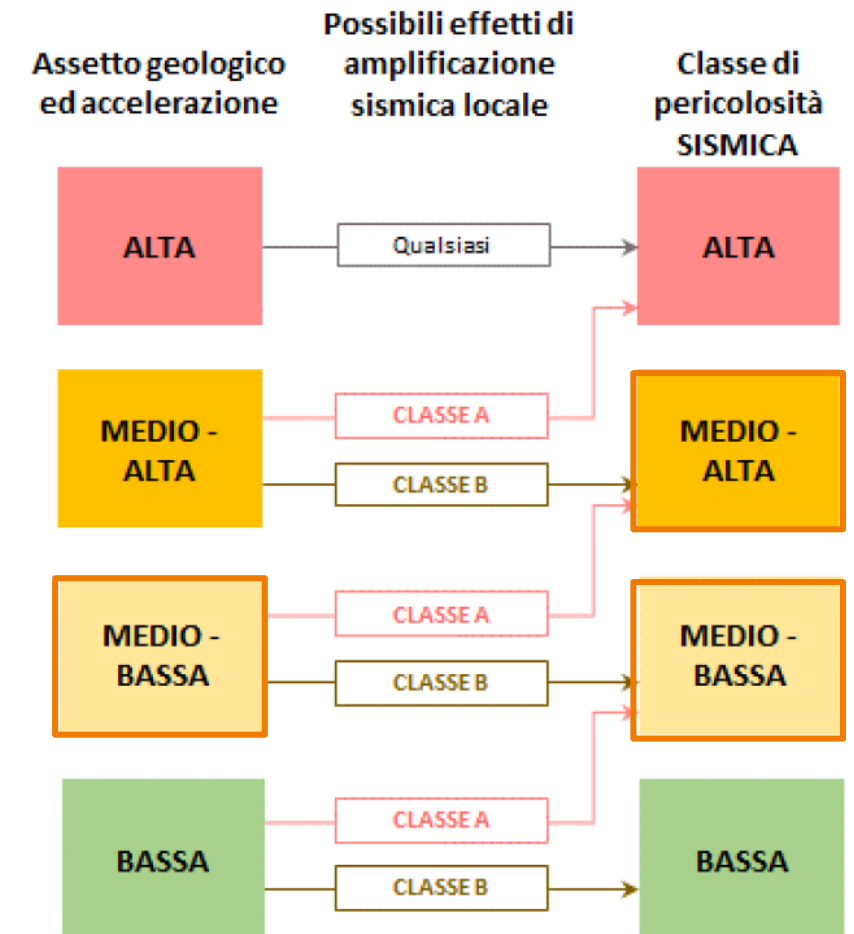 Assetto geologico
ed accelerazione
Possibili effetti di
amplificazione
sismica locale
Classe di
pericolosità
SISMICA
ALTA
Qualsiasi
ALTA
MEDIO -
ALTA
CLASSE A
CLASSE B
MEDIO -
ALTA
MEDIO -
BASSA
CLASSE A
CLASSE B
MEDIO -
BASSA
BASSA
CLASSE A
CLASSE B
BASSA